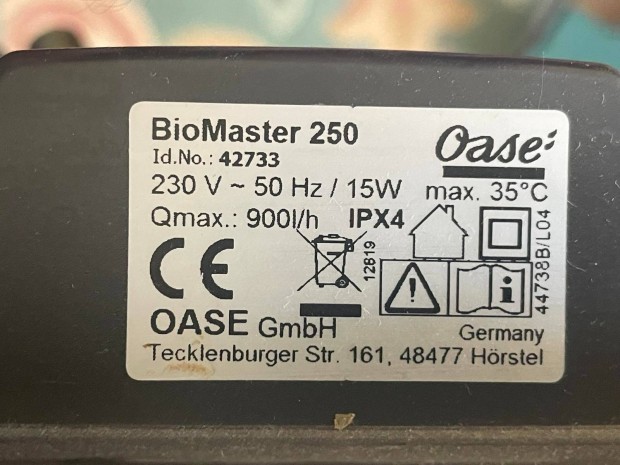 BioMaster 250
Oase
Id.No.: 42733
230 V ~ 50 Hz / 15W max. 35°C
Qmax.: 900l/h IPX4
CE
12819
i
44738B/L04
OASE GmbH
Germany
Tecklenburger Str. 161, 48477 Hörstel